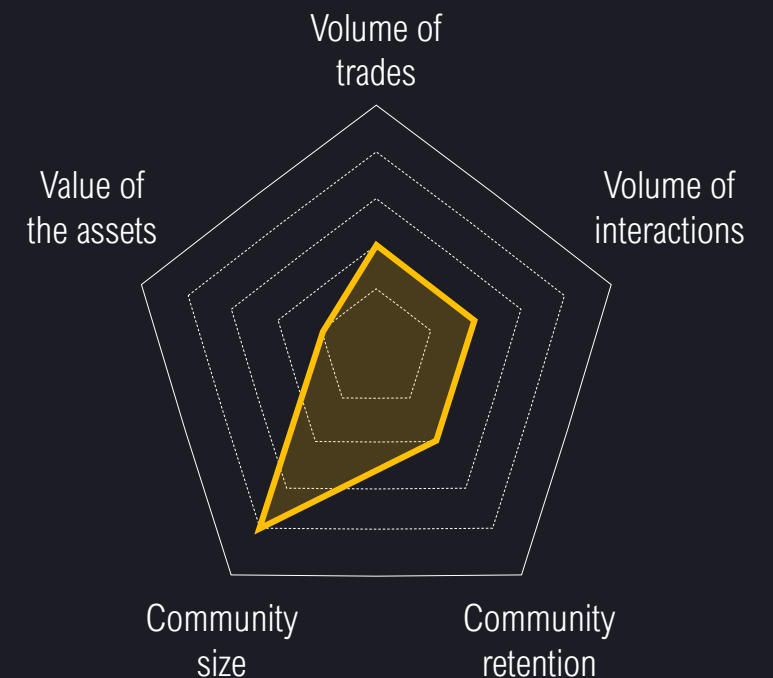 Volume of
trades
Value of
the assets
Volume of
interactions
Community
size
Community
retention